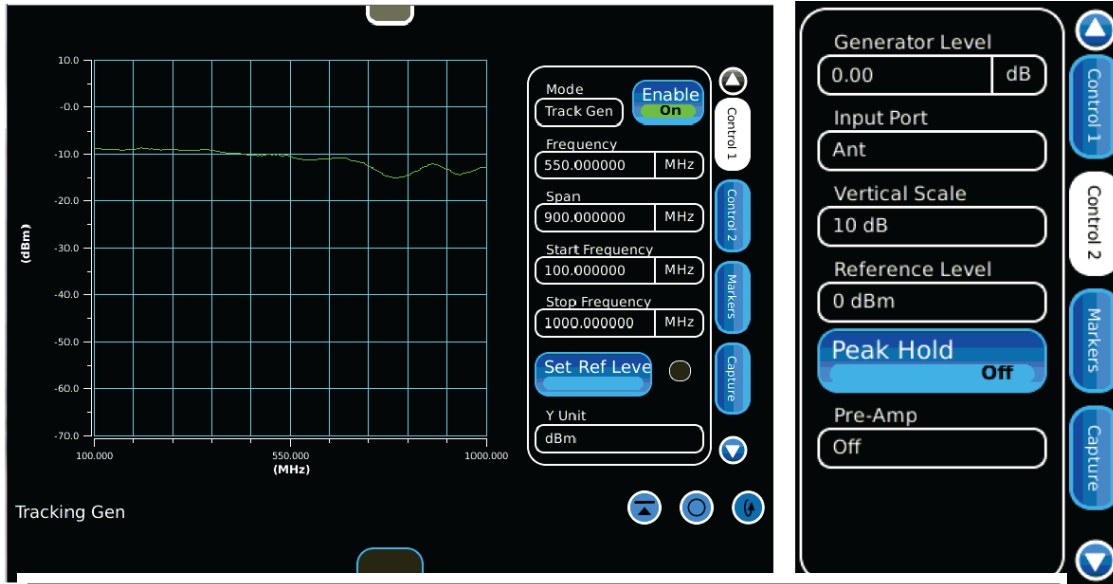 10.0
-0.0
-10.0
-20.0
-30.0
-40.0
-50.0
-60.0
-70.0
(dBm)
100.000 550.000 1000.000
(MHz)
Mode
Track Gen
Enable
On
Frequency
550.000000 MHz
Span
900.000000 MHz
Start Frequency
100.000000 MHz
Stop Frequency
1000.000000 MHz
Set Ref Leve
Y Unit
dBm
Control 1
Control 2
Markers
Capture
Tracking Gen
Generator Level
0.00 dB
Input Port
Ant
Vertical Scale
10 dB
Reference Level
0 dBm
Peak Hold
Off
Pre-Amp
Off
Control 1
Control 2
Markers
Capture